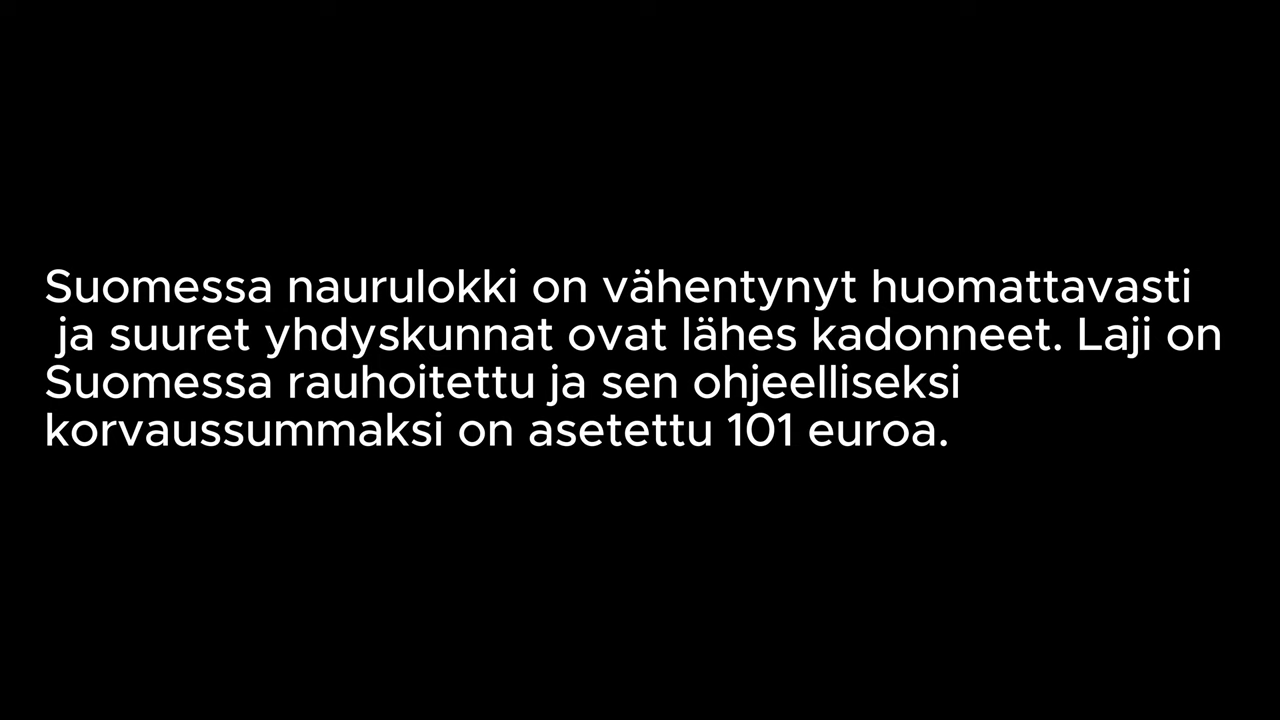 Suomessa naurulokki on vähentynyt huomattavasti
ja suuret yhdyskunnat ovat lähes kadonneet. Laji on
Suomessa rauhoitettu ja sen ohjeelliseksi
korvaussummaksi on asetettu 101 euroa.